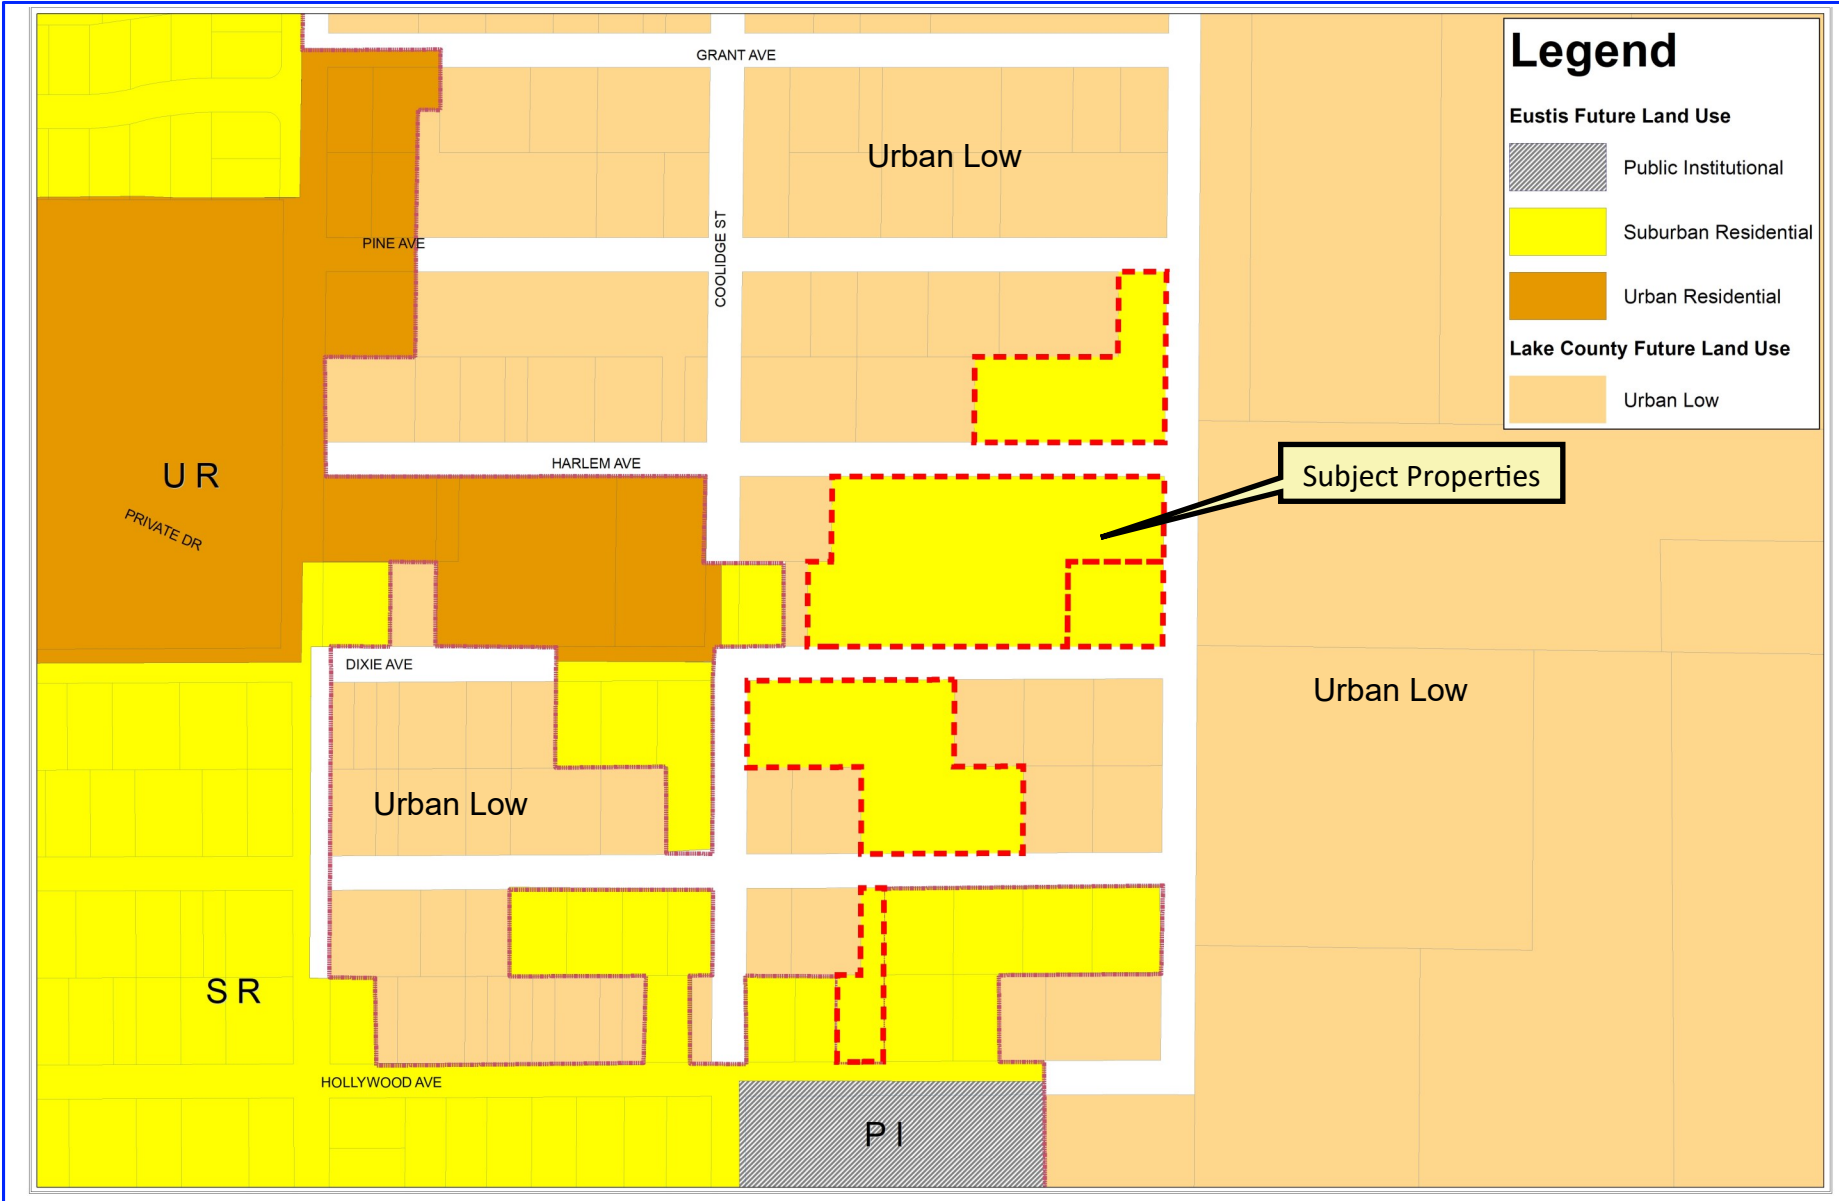 Legend
Eustis Future Land Use
Public Institutional
Suburban Residential
Urban Residential
Lake County Future Land Use
Urban Low
GRANT AVE
Urban Low
COOLIDGE ST
PINE AVE
HARLEM AVE
U R
Subject Properties
PRIVATE DR
DIXIE AVE
Urban Low
Urban Low
S R
HOLLYWOOD AVE
P I